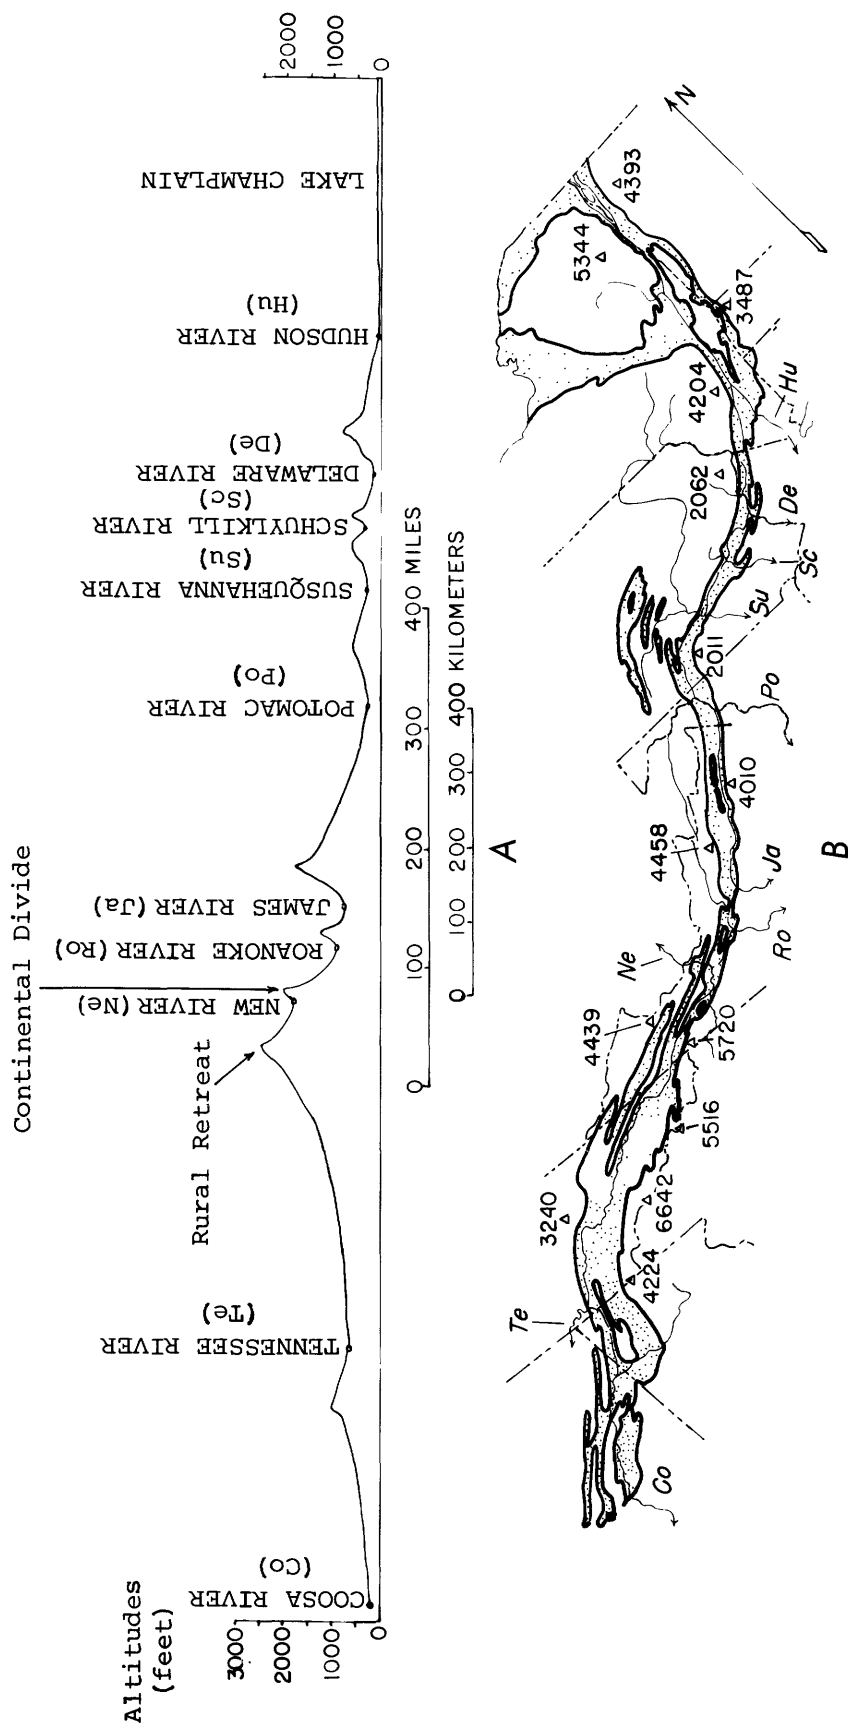 Continental Divide
Rural Retreat
Altitudes
(feet)
3000
2000
1000
0
COOSA RIVER
(Co)
TENNESSEE RIVER
(Te)
NEW RIVER (Ne)
ROANOKE RIVER (Ro)
JAMES RIVER (Ja)
POTOMAC RIVER
(Po)
SUSQUEHANNA RIVER
(Su)
SCHUYLKILL RIVER
(Sc)
DELAWARE RIVER
(De)
HUDSON RIVER
(Hu)
LAKE CHAMPLAIN
2000
1000
0
0 100 200 300 400 MILES
0 100 200 300 400 KILOMETERS
A
Co
Te
3240
4224
6642
5516
4439
5720
Ne
Ro
Ja
4458
4010
Po
2011
Su
Sc
De
2062
4204
Hu
3487
5344
4393
N
B